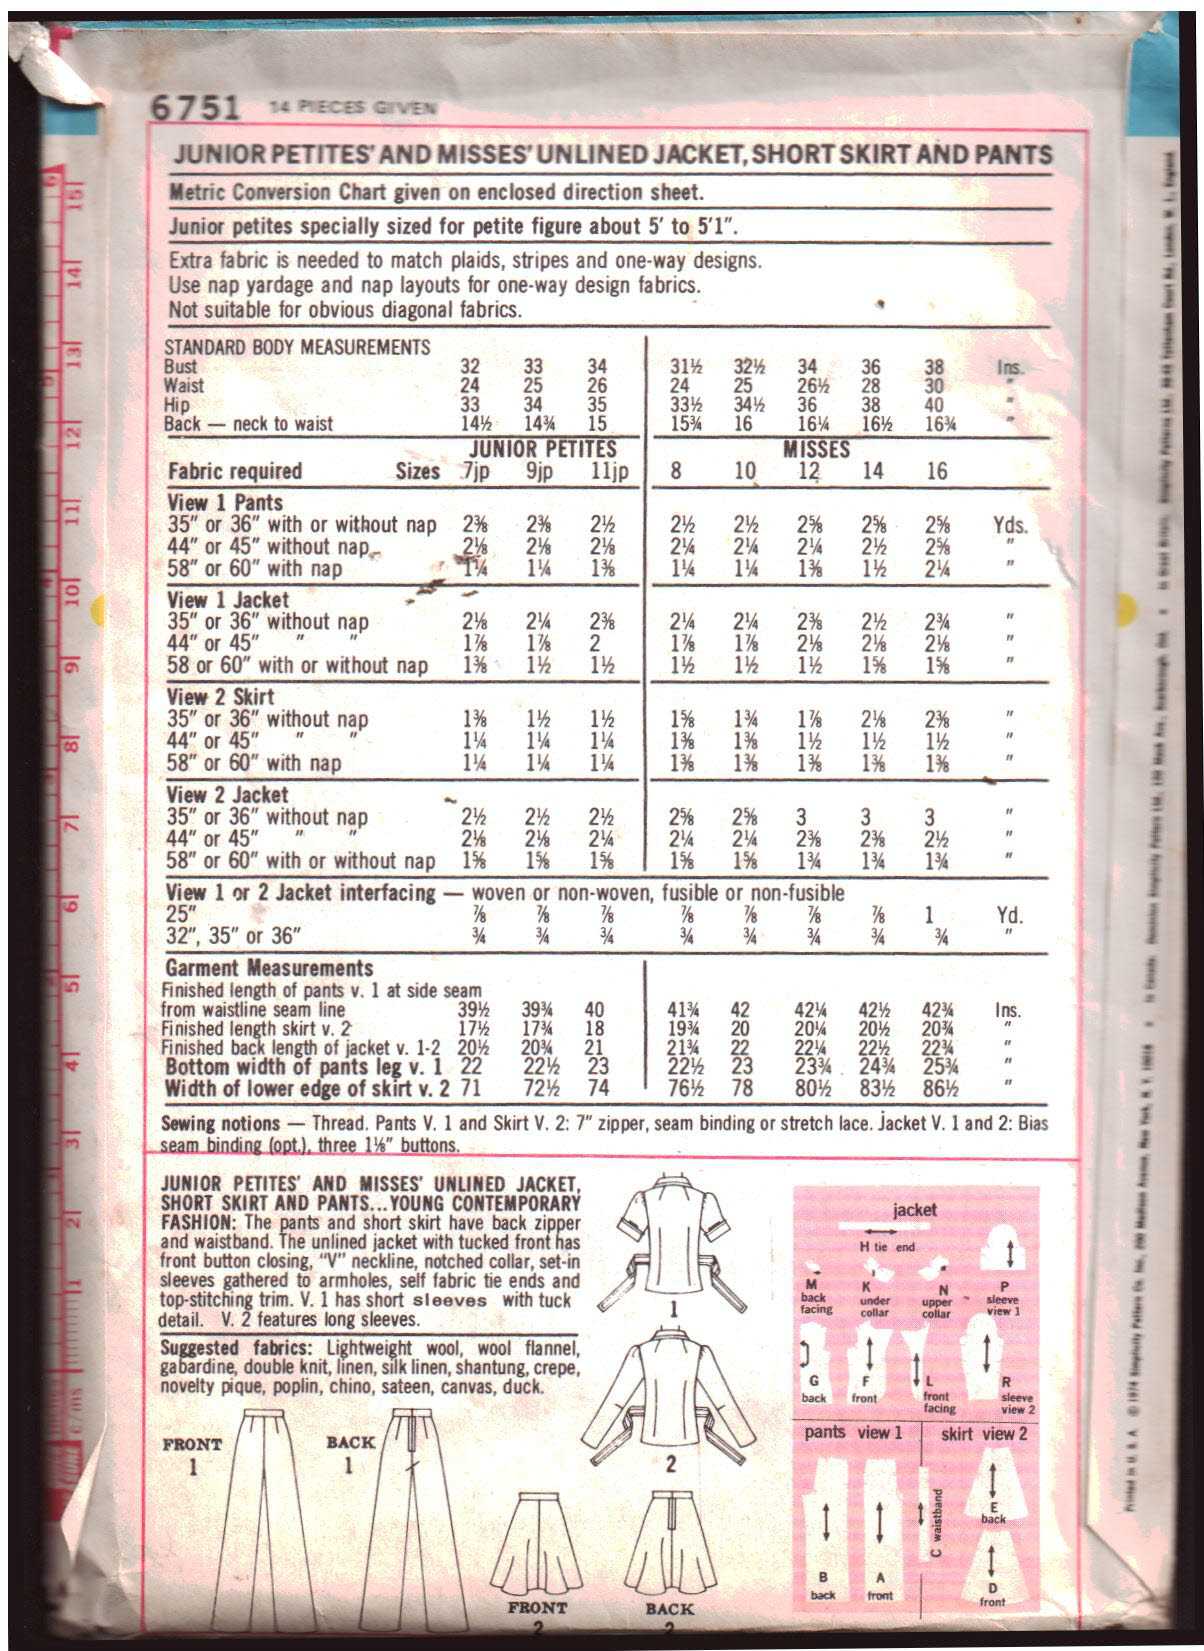 6751 14 PIECES GIVEN
JUNIOR PETITES' AND MISSES' UNLINED JACKET, SHORT SKIRT AND PANTS
Metric Conversion Chart given on enclosed direction sheet.
Junior petites specially sized for petite figure about 5' to 5'1".
Extra fabric is needed to match plaids, stripes and one-way designs.
Use nap yardage and nap layouts for one-way design fabrics.
Not suitable for obvious diagonal fabrics.
STANDARD BODY MEASUREMENTS
Bust 32 33 34 31½ 32½ 34 36 38 Ins.
Waist 24 25 26 24 25 26½ 28 30 "
Hip 33 34 35 33½ 34½ 36 38 40 "
Back — neck to waist 14½ 14¾ 15 15¾ 16 16¼ 16½ 16¾ "
JUNIOR PETITES MISSES
Fabric required Sizes 7jp 9jp 11jp 8 10 12 14 16
View 1 Pants
35" or 36" with or without nap 2⅜ 2⅜ 2½ 2½ 2½ 2⅝ 2⅝ 2⅝ Yds.
44" or 45" without nap 2⅛ 2⅛ 2⅛ 2¼ 2¼ 2¼ 2½ 2⅝ "
58" or 60" with nap 1¼ 1¼ 1⅜ 1¼ 1¼ 1⅜ 1½ 2¼ "
View 1 Jacket
35" or 36" without nap 2⅛ 2¼ 2⅜ 2¼ 2¼ 2⅜ 2½ 2¾ "
44" or 45" " " 1⅞ 1⅞ 2 1⅞ 1⅞ 2⅛ 2⅛ 2⅛ "
58 or 60" with or without nap 1⅜ 1½ 1½ 1½ 1½ 1½ 1⅝ 1⅝ "
View 2 Skirt
35" or 36" without nap 1⅜ 1½ 1½ 1⅝ 1¾ 1⅞ 2⅛ 2⅜ "
44" or 45" " " 1¼ 1¼ 1¼ 1⅜ 1⅜ 1½ 1½ 1½ "
58" or 60" with nap 1¼ 1¼ 1¼ 1⅜ 1⅜ 1⅜ 1⅜ 1⅜ "
View 2 Jacket
35" or 36" without nap 2½ 2½ 2½ 2⅝ 2⅝ 3 3 3 "
44" or 45" " " 2⅛ 2⅛ 2¼ 2¼ 2¼ 2⅜ 2⅜ 2½ "
58" or 60" with or without nap 1⅝ 1⅝ 1⅝ 1⅝ 1⅝ 1¾ 1¾ 1¾ "
View 1 or 2 Jacket interfacing — woven or non-woven, fusible or non-fusible
25" ⅞ ⅞ ⅞ ⅞ ⅞ ⅞ ⅞ 1 Yd.
32", 35" or 36" ¾ ¾ ¾ ¾ ¾ ¾ ¾ ¾ "
Garment Measurements
Finished length of pants v. 1 at side seam
from waistline seam line 39½ 39¾ 40 41¾ 42 42¼ 42½ 42¾ Ins.
Finished length skirt v. 2 17½ 17¾ 18 19¾ 20 20¼ 20½ 20¾ "
Finished back length of jacket v. 1-2 20½ 20¾ 21 21¾ 22 22¼ 22½ 22¾ "
Bottom width of pants leg v. 1 22 22½ 23 22½ 23 23¾ 24¾ 25¾ "
Width of lower edge of skirt v. 2 71 72½ 74 76½ 78 80½ 83½ 86½ "
Sewing notions — Thread. Pants V. 1 and Skirt V. 2: 7" zipper, seam binding or stretch lace. Jacket V. 1 and 2: Bias
seam binding (opt.), three 1⅛" buttons.
JUNIOR PETITES' AND MISSES' UNLINED JACKET,
SHORT SKIRT AND PANTS...YOUNG CONTEMPORARY
FASHION: The pants and short skirt have back zipper
and waistband. The unlined jacket with tucked front has
front button closing, "V" neckline, notched collar, set-in
sleeves gathered to armholes, self fabric tie ends and
top-stitching trim. V. 1 has short sleeves with tuck
detail. V. 2 features long sleeves.
Suggested fabrics: Lightweight wool, wool flannel,
gabardine, double knit, linen, silk linen, shantung, crepe,
novelty pique, poplin, chino, sateen, canvas, duck.
FRONT
1
BACK
1
1
2
FRONT
2
BACK
2
jacket
H tie end
M
back
facing
K
under
collar
N
upper
collar
P
sleeve
view 1
G
back
F
front
L
front
facing
R
sleeve
view 2
pants view 1
skirt view 2
B
back
A
front
C waistband
E
back
D
front
15
14
13
12
11
10
9
8
7
6
5
4
3
2
1
Printed in U. S. A. © 1974 Simplicity Pattern Co. Inc., 200 Madison Avenue, New York, N. Y. 10016